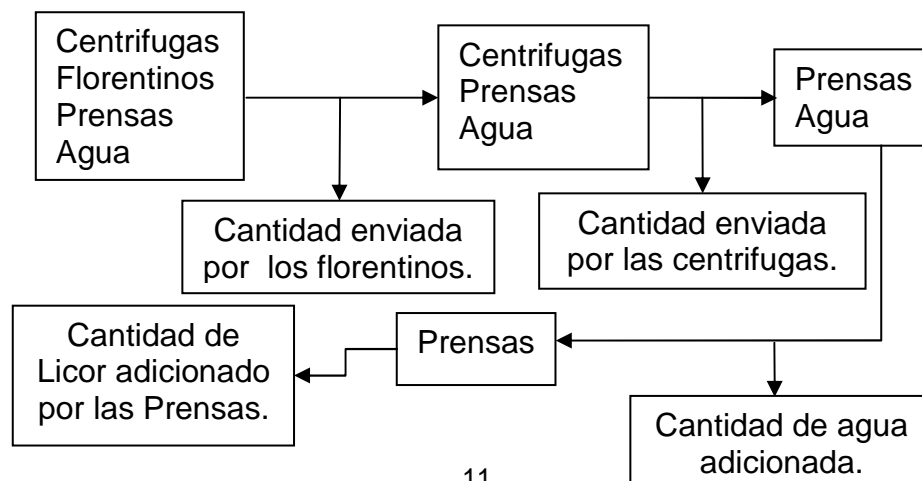 Centrifugas
Florentinos
Prensas
Agua
Centrifugas
Prensas
Agua
Prensas
Agua
Cantidad enviada
por los florentinos.
Cantidad enviada
por las centrifugas.
Cantidad de
Licor adicionado
por las Prensas.
Prensas
Cantidad de agua
adicionada.
11